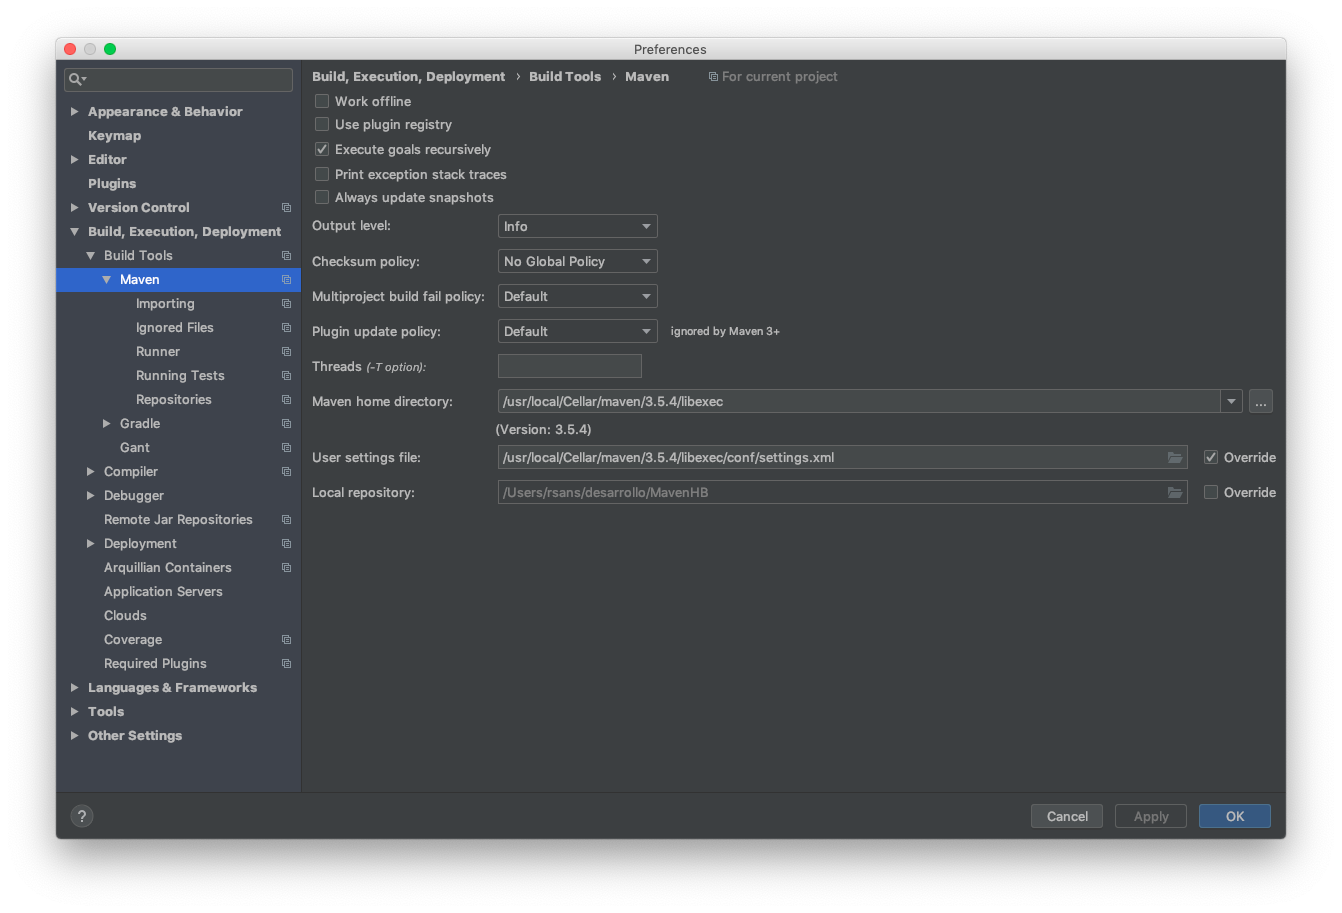 Preferences
Appearance & Behavior
Keymap
Editor
Plugins
Version Control
Build, Execution, Deployment
Build Tools
Maven
Importing
Ignored Files
Runner
Running Tests
Repositories
Gradle
Gant
Compiler
Debugger
Remote Jar Repositories
Deployment
Arquillian Containers
Application Servers
Clouds
Coverage
Required Plugins
Languages & Frameworks
Tools
Other Settings
?
Build, Execution, Deployment › Build Tools › Maven For current project
Work offline
Use plugin registry
Execute goals recursively
Print exception stack traces
Always update snapshots
Output level: Info
Checksum policy: No Global Policy
Multiproject build fail policy: Default
Plugin update policy: Default ignored by Maven 3+
Threads (-T option):
Maven home directory: /usr/local/Cellar/maven/3.5.4/libexec ...
(Version: 3.5.4)
User settings file: /usr/local/Cellar/maven/3.5.4/libexec/conf/settings.xml Override
Local repository: /Users/rsans/desarrollo/MavenHB Override
Cancel Apply OK